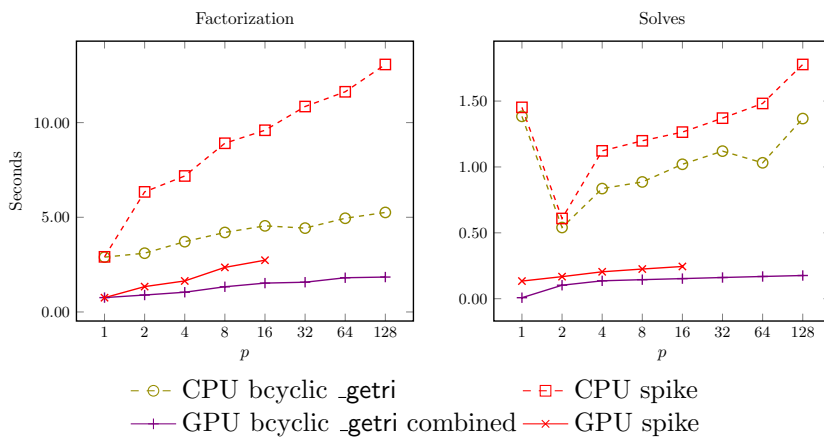 Factorization
Solves
Seconds
10.00
5.00
0.00
1 2 4 8 16 32 64 128
p
1.50
1.00
0.50
0.00
1 2 4 8 16 32 64 128
p
CPU bcyclic _getri
CPU spike
GPU bcyclic _getri combined
GPU spike